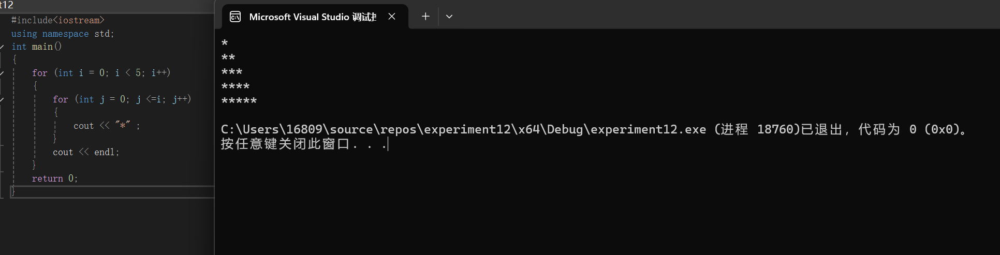 t12
#include<iostream>
using namespace std;
int main()
{
for (int i = 0; i < 5; i++)
{
for (int j = 0; j <=i; j++)
{
cout << "*" ;
}
cout << endl;
}
return 0;
}
Microsoft Visual Studio 调试
*
**
***
****
*****
C:\Users\16809\source\repos\experiment12\x64\Debug\experiment12.exe (进程 18760)已退出，代码为 0 (0x0)。
按任意键关闭此窗口. . .